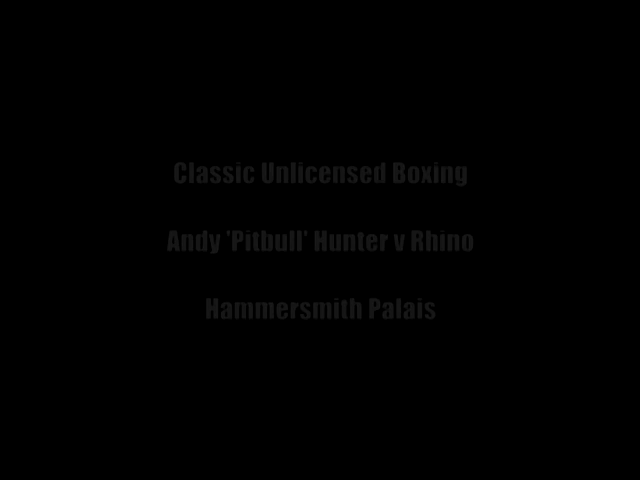 Classic Unlicensed Boxing
Andy 'Pitbull' Hunter v Rhino
Hammersmith Palais